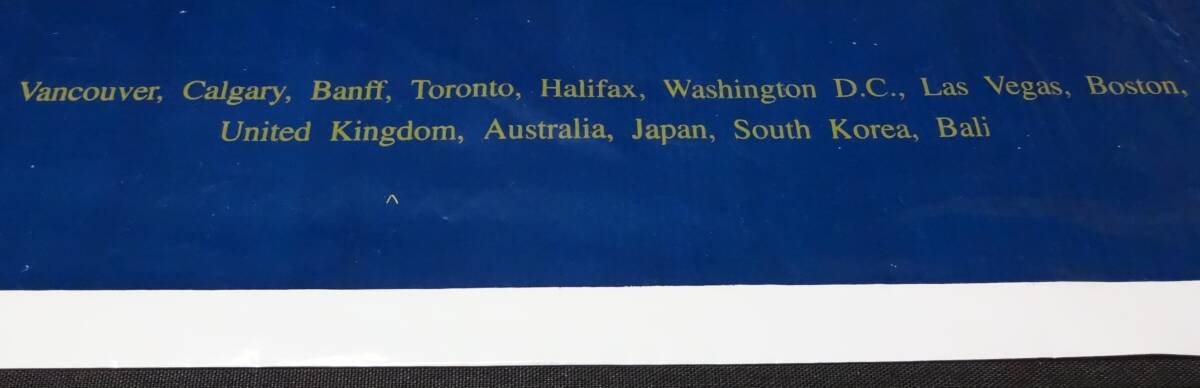 Vancouver, Calgary, Banff, Toronto, Halifax, Washington D.C., Las Vegas, Boston,
United Kingdom, Australia, Japan, South Korea, Bali